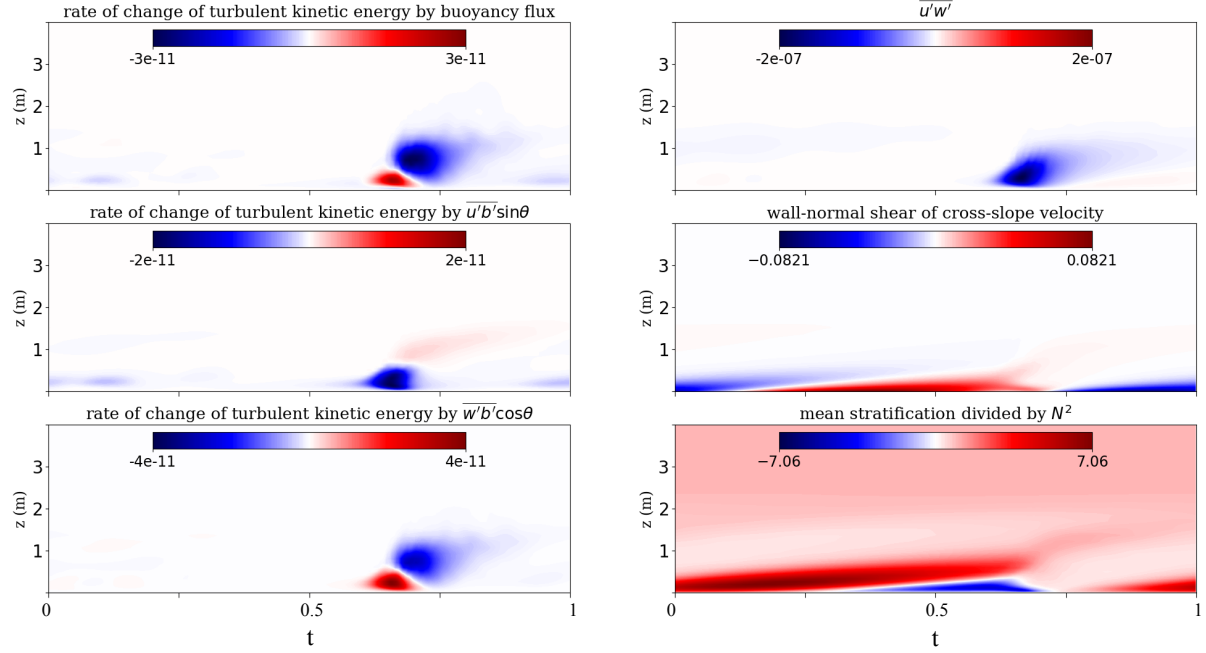 rate of change of turbulent kinetic energy by buoyancy flux
-3e-11 3e-11
z (m)
3
2
1
u'w'
-2e-07 2e-07
z (m)
3
2
1
rate of change of turbulent kinetic energy by u'b'sinθ
-2e-11 2e-11
z (m)
3
2
1
wall-normal shear of cross-slope velocity
−0.0821 0.0821
z (m)
3
2
1
rate of change of turbulent kinetic energy by w'b'cosθ
-4e-11 4e-11
z (m)
3
2
1
0 0.5 1
t
mean stratification divided by N²
−7.06 7.06
z (m)
3
2
1
0 0.5 1
t